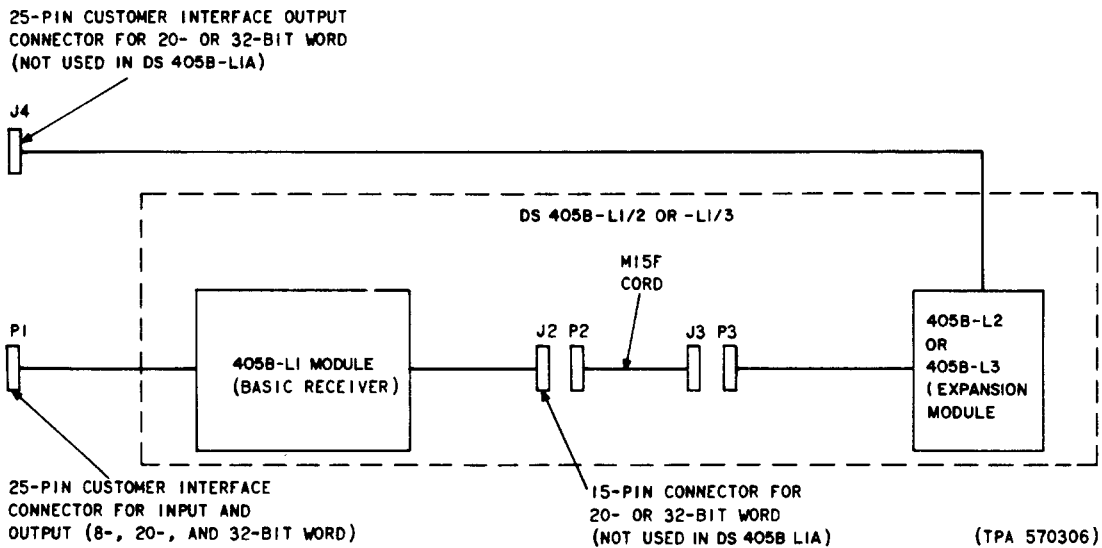 25-PIN CUSTOMER INTERFACE OUTPUT
CONNECTOR FOR 20- OR 32-BIT WORD
(NOT USED IN DS 405B-L1A)
J4
DS 405B-L1/2 OR -L1/3
M15F
CORD
P1
405B-L1 MODULE
(BASIC RECEIVER)
J2 P2
J3 P3
405B-L2
OR
405B-L3
(EXPANSION
MODULE
25-PIN CUSTOMER INTERFACE
CONNECTOR FOR INPUT AND
OUTPUT (8-, 20-, AND 32-BIT WORD)
15-PIN CONNECTOR FOR
20- OR 32-BIT WORD
(NOT USED IN DS 405B L1A)
(TPA 570306)